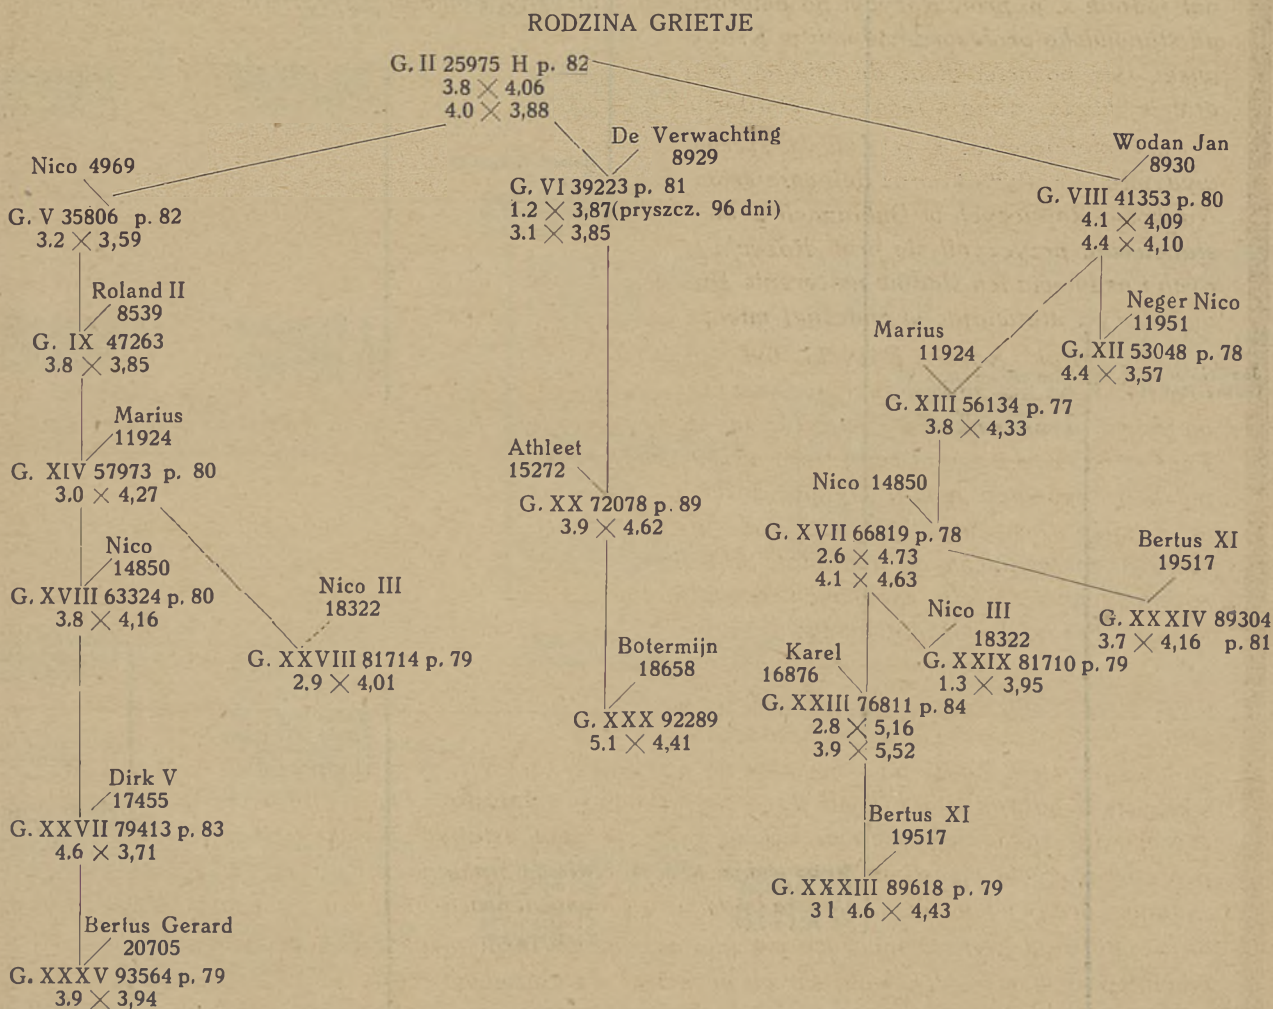 RODZINA GRIETJE
G. II 25975 H p. 82
3.8 × 4,06
4.0 × 3,88
Nico 4969
G. V 35806 p. 82
3.2 × 3,59
Roland II
8539
G. IX 47263
3.8 × 3,85
Marius
11924
G. XIV 57973 p. 80
3.0 × 4,27
Nico
14850
G. XVIII 63324 p. 80
3.8 × 4,16
Nico III
18322
G. XXVIII 81714 p. 79
2.9 × 4,01
Dirk V
17455
G. XXVII 79413 p. 83
4.6 × 3,71
Bertus Gerard
20705
G. XXXV 93564 p. 79
3.9 × 3,94
De Verwachting
8929
G. VI 39223 p. 81
1.2 × 3,87(pryszcz. 96 dni)
3.1 × 3,85
Athleet
15272
G. XX 72078 p. 89
3.9 × 4.62
Botermijn
18658
G. XXX 92289
5.1 × 4,41
Wodan Jan
8930
G. VIII 41353 p. 80
4.1 × 4,09
4.4 × 4,10
Neger Nico
11951
G. XII 53048 p. 78
4.4 × 3,57
Marius
11924
G. XIII 56134 p. 77
3.8 × 4,33
Nico 14850
G. XVII 66819 p. 78
2.6 × 4.73
4.1 × 4,63
Bertus XI
19517
G. XXXIV 89304
3.7 × 4,16 p. 81
Nico III
18322
G. XXIX 81710 p. 79
1.3 × 3,95
Karel
16876
G. XXIII 76811 p. 84
2.8 × 5,16
3.9 × 5,52
Bertus XI
19517
G. XXXIII 89618 p. 79
3 l 4.6 × 4,43